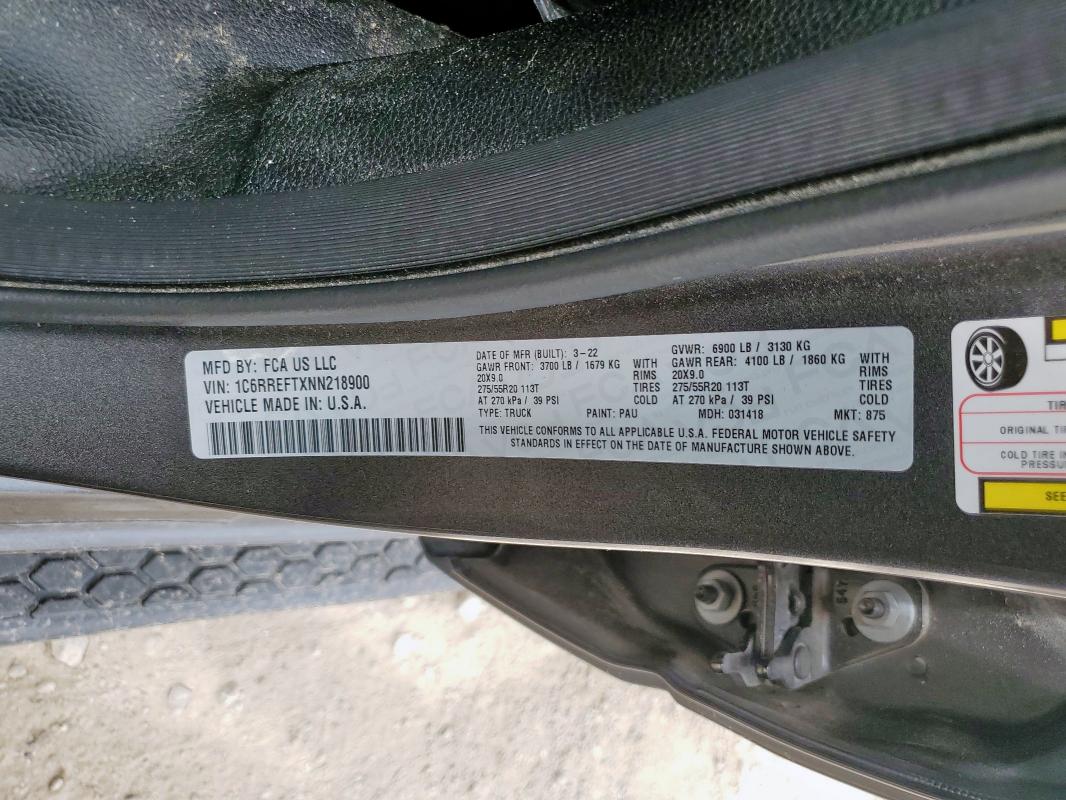 MFD BY: FCA US LLC
VIN: 1C6RREFTXNN218900
VEHICLE MADE IN: U.S.A.
DATE OF MFR (BUILT): 3-22
GAWR FRONT: 3700 LB / 1679 KG WITH
20X9.0 RIMS
275/55R20 113T TIRES
AT 270 kPa / 39 PSI COLD
TYPE: TRUCK PAINT: PAU
GVWR: 6900 LB / 3130 KG
GAWR REAR: 4100 LB / 1860 KG WITH
20X9.0 RIMS
275/55R20 113T TIRES
AT 270 kPa / 39 PSI COLD
MDH: 031418 MKT: 875
THIS VEHICLE CONFORMS TO ALL APPLICABLE U.S.A. FEDERAL MOTOR VEHICLE SAFETY
STANDARDS IN EFFECT ON THE DATE OF MANUFACTURE SHOWN ABOVE.
ORIGINAL
COLD TIRE
SEE